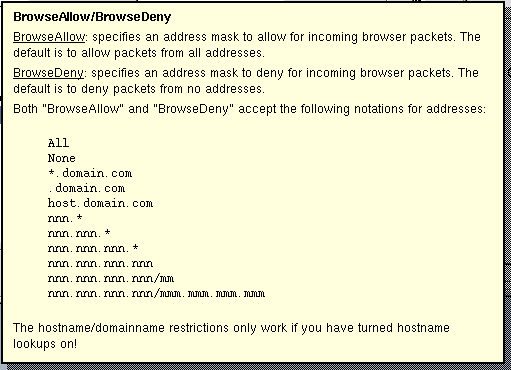 BrowseAllow/BrowseDeny
BrowseAllow: specifies an address mask to allow for incoming browser packets. The
default is to allow packets from all addresses.
BrowseDeny: specifies an address mask to deny for incoming browser packets. The
default is to deny packets from no addresses.
Both "BrowseAllow" and "BrowseDeny" accept the following notations for addresses:
All
None
*.domain.com
.domain.com
host.domain.com
nnn.*
nnn.nnn.*
nnn.nnn.nnn.*
nnn.nnn.nnn.nnn
nnn.nnn.nnn.nnn/mm
nnn.nnn.nnn.nnn/mmm.mmm.mmm.mmm
The hostname/domainname restrictions only work if you have turned hostname
lookups on!